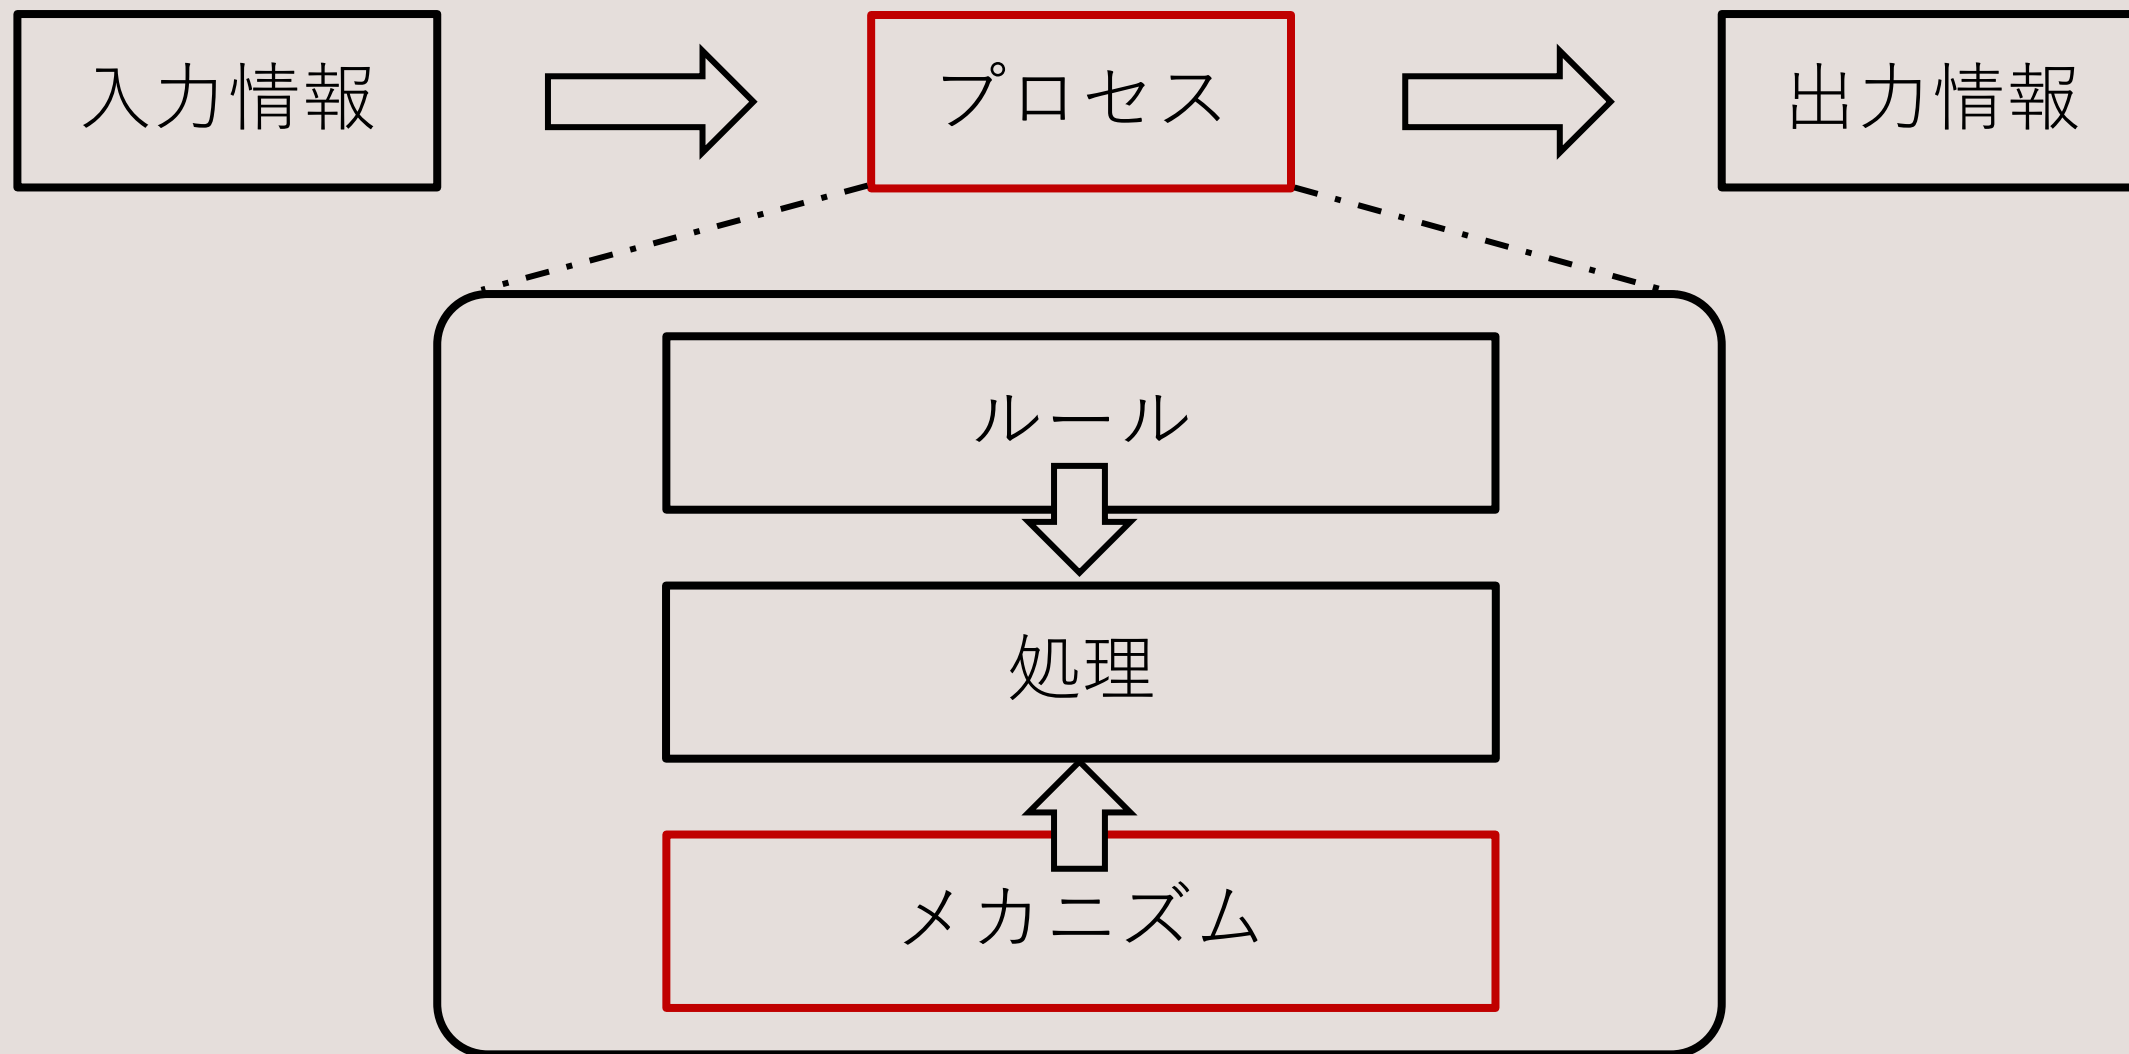 入力情報
プロセス
出力情報
ルール
処理
メカニズム